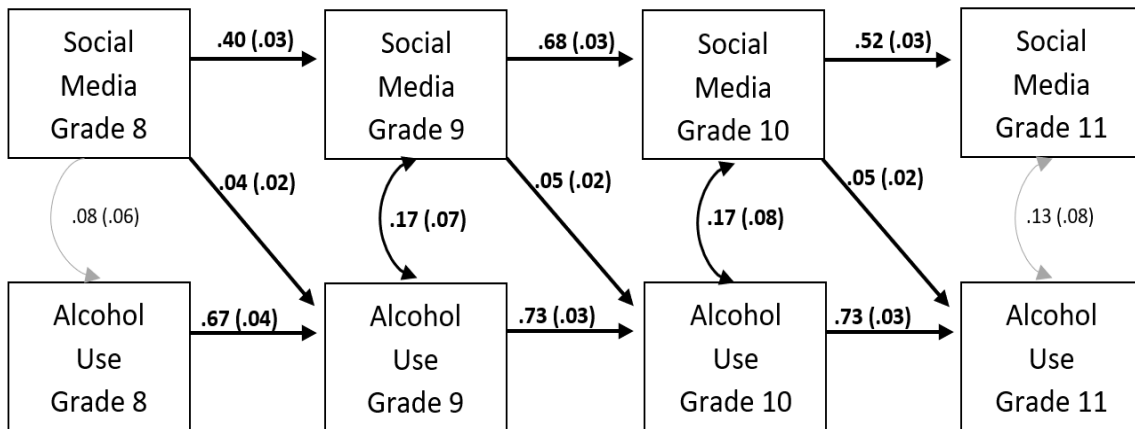 Social
Media
Grade 8
.40 (.03)
Social
Media
Grade 9
.68 (.03)
Social
Media
Grade 10
.52 (.03)
Social
Media
Grade 11
.08 (.06)
.04 (.02)
.17 (.07)
.05 (.02)
.17 (.08)
.05 (.02)
.13 (.08)
Alcohol
Use
Grade 8
.67 (.04)
Alcohol
Use
Grade 9
.73 (.03)
Alcohol
Use
Grade 10
.73 (.03)
Alcohol
Use
Grade 11